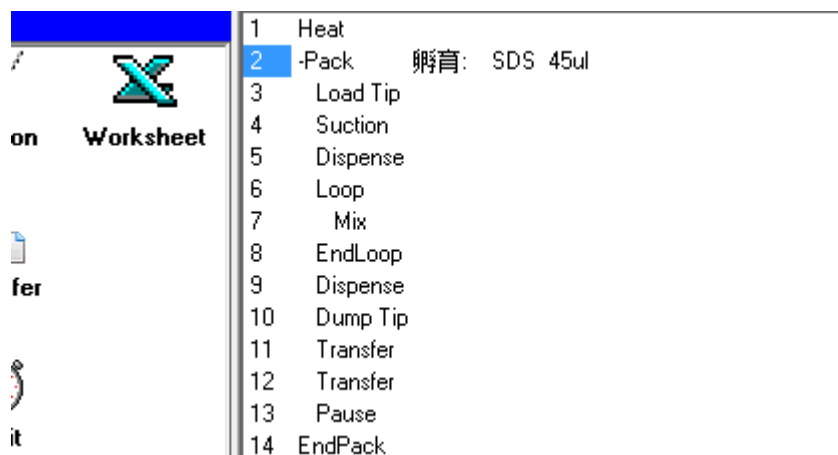 on Worksheet
fer
it
1 Heat
2 -Pack 孵育: SDS 45ul
3 Load Tip
4 Suction
5 Dispense
6 Loop
7 Mix
8 EndLoop
9 Dispense
10 Dump Tip
11 Transfer
12 Transfer
13 Pause
14 EndPack